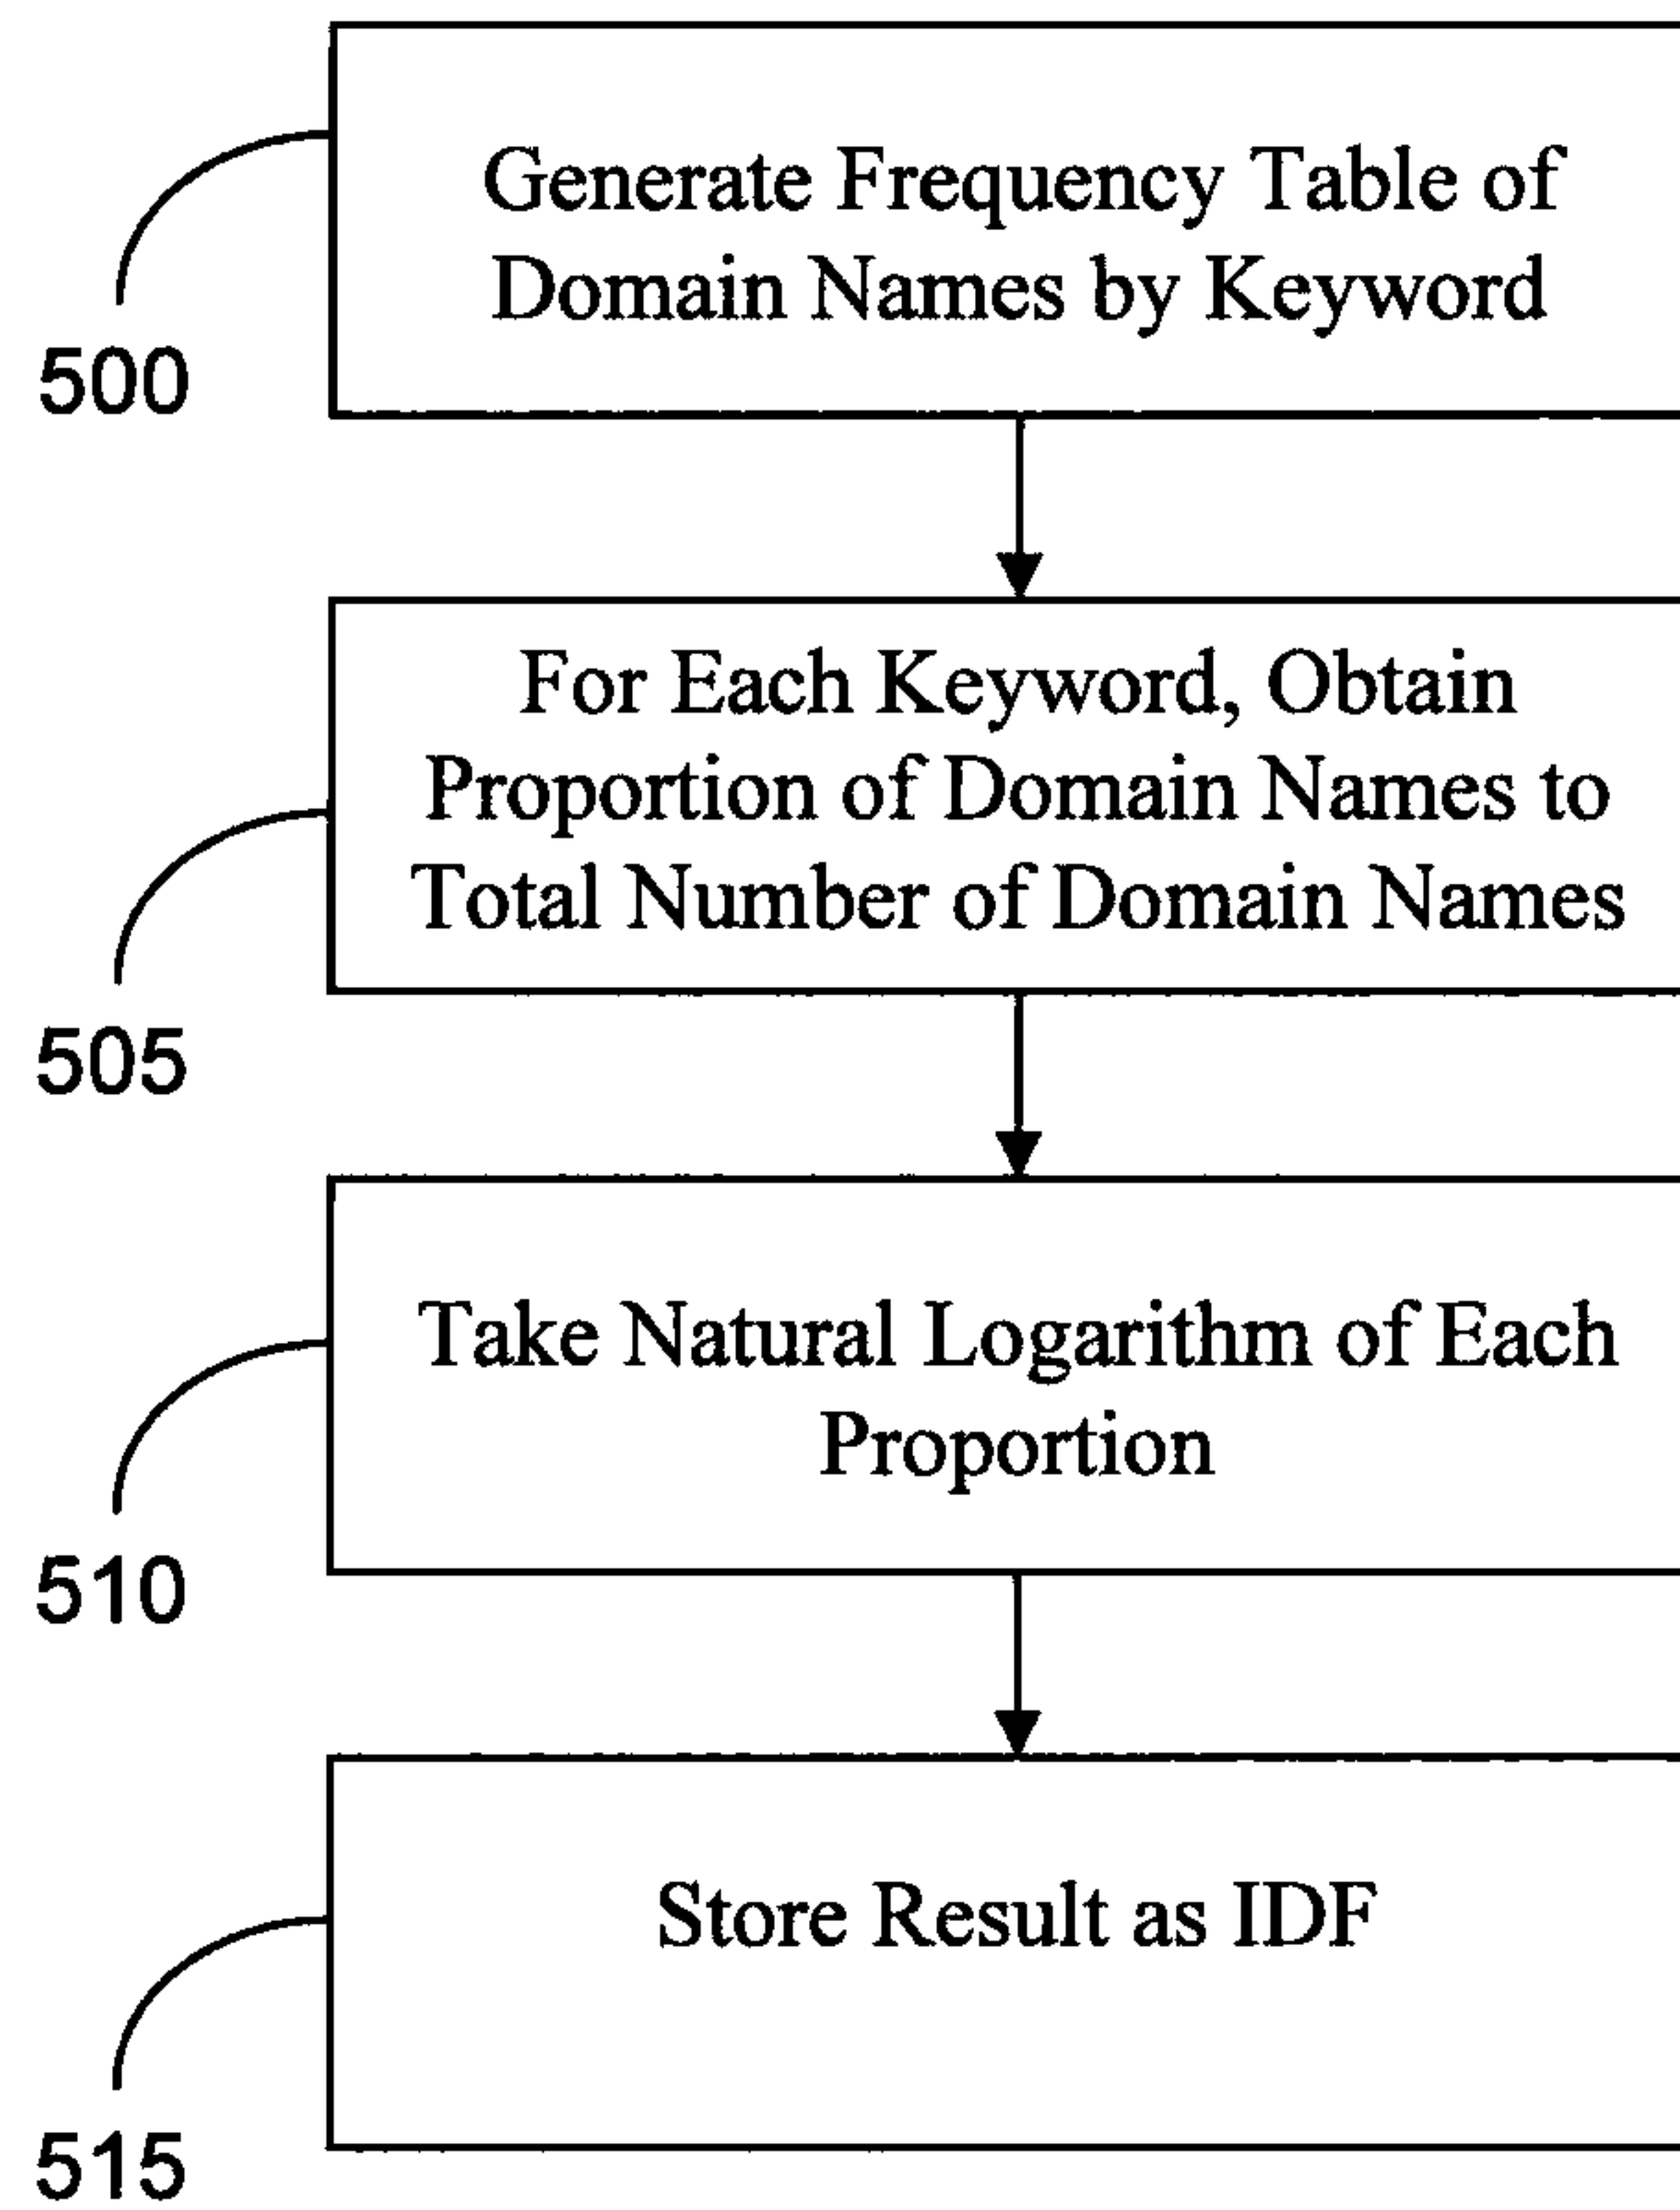 Generate Frequency Table of
Domain Names by Keyword
500
For Each Keyword, Obtain
Proportion of Domain Names to
Total Number of Domain Names
505
Take Natural Logarithm of Each
Proportion
510
Store Result as IDF
515